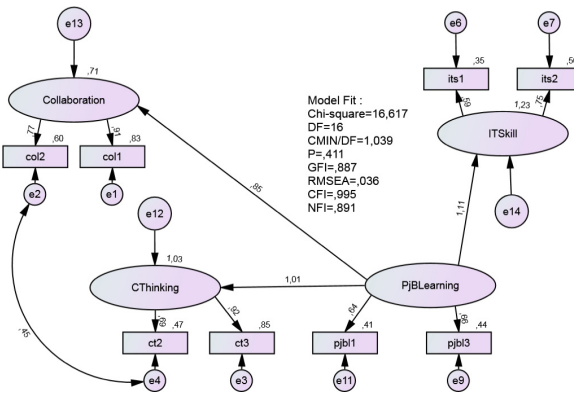 e13
,71
Collaboration
,77
,60
,91
,83
col2
col1
e2
e1
e6
e7
,35
its1
,56
its2
,59
,75
1,23
ITSkill
e14
Model Fit :
Chi-square=16,617
DF=16
CMIN/DF=1,039
P=,411
GFI=,887
RMSEA=,036
CFI=,995
NFI=,891
,85
1,11
e12
1,03
CThinking
1,01
PjBLearning
,69
,47
,92
,85
ct2
ct3
e4
e3
,45
,64
,41
,66
,44
pjbl1
pjbl3
e11
e9